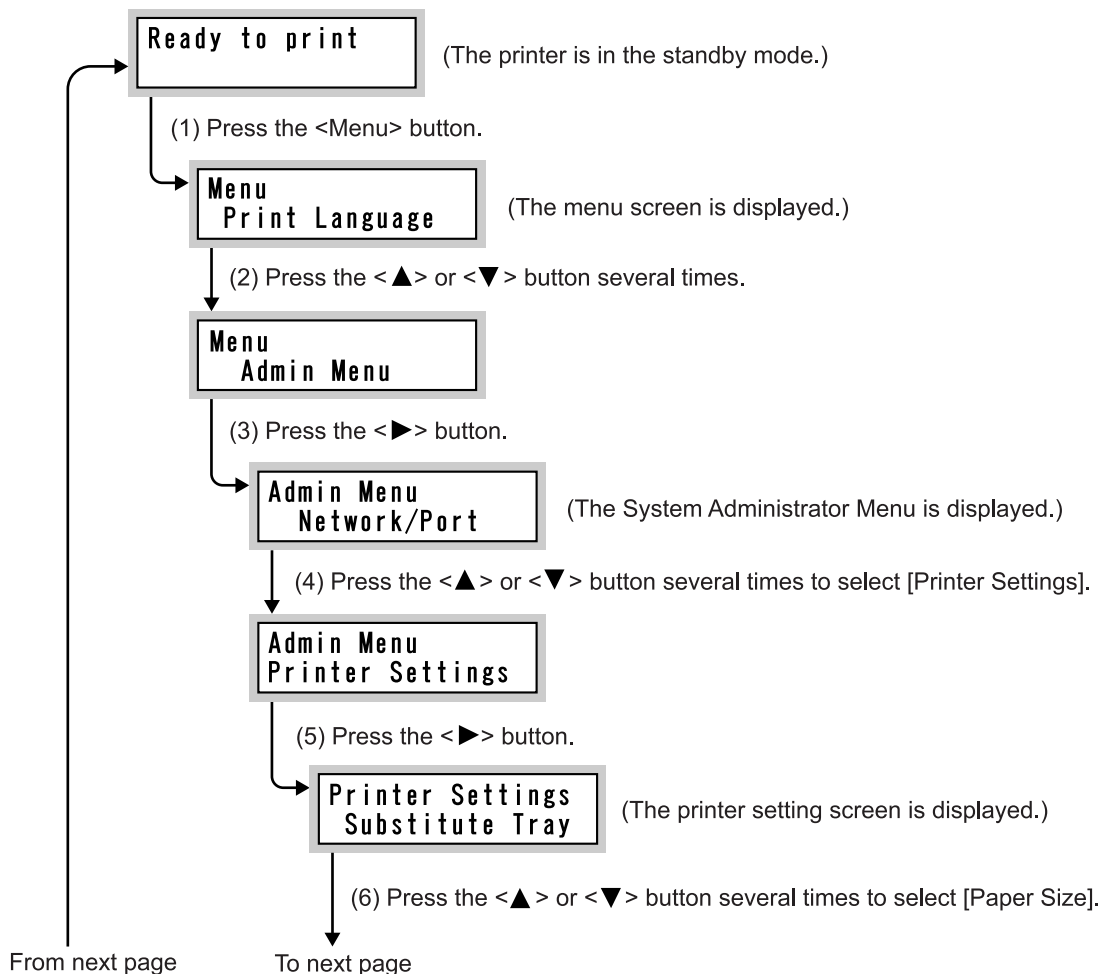 Ready to print
(The printer is in the standby mode.)
(1) Press the <Menu> button.
Menu
Print Language
(The menu screen is displayed.)
(2) Press the <▲> or <▼> button several times.
Menu
Admin Menu
(3) Press the <▶> button.
Admin Menu
Network/Port
(The System Administrator Menu is displayed.)
(4) Press the <▲> or <▼> button several times to select [Printer Settings].
Admin Menu
Printer Settings
(5) Press the <▶> button.
Printer Settings
Substitute Tray
(The printer setting screen is displayed.)
(6) Press the <▲> or <▼> button several times to select [Paper Size].
From next page
To next page